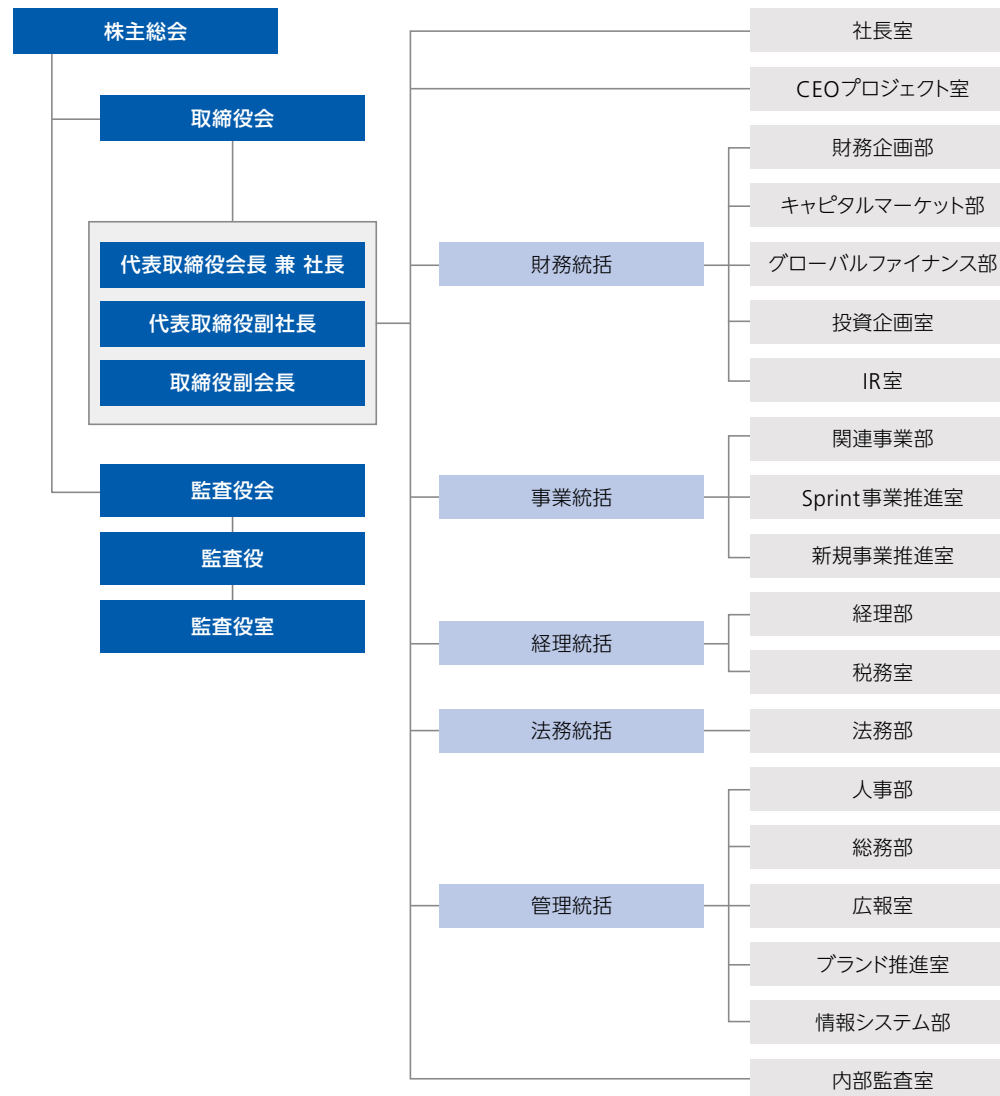 株主総会
取締役会
代表取締役会長 兼 社長
代表取締役副社長
取締役副会長
監査役会
監査役
監査役室
社長室
CEOプロジェクト室
財務統括
財務企画部
キャピタルマーケット部
グローバルファイナンス部
投資企画室
IR室
事業統括
関連事業部
Sprint事業推進室
新規事業推進室
経理統括
経理部
税務室
法務統括
法務部
管理統括
人事部
総務部
広報室
ブランド推進室
情報システム部
内部監査室